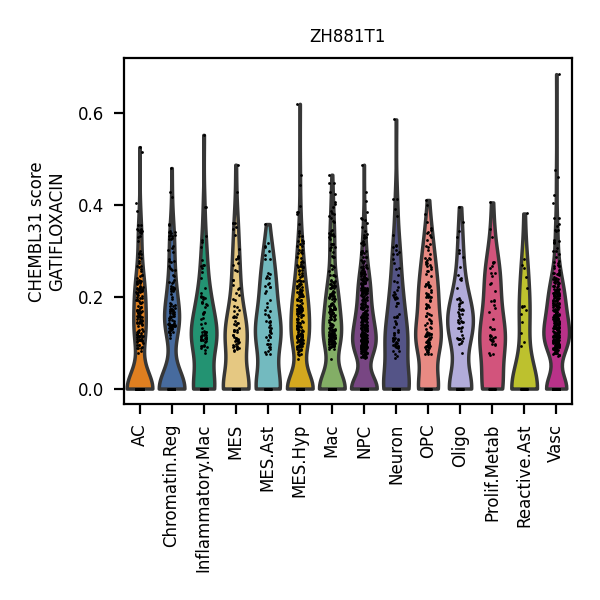 ZH881T1
CHEMBL31 score
GATIFLOXACIN
0.6
0.4
0.2
0.0
AC
Chromatin.Reg
Inflammatory.Mac
MES
MES.Ast
MES.Hyp
Mac
NPC
Neuron
OPC
Oligo
Prolif.Metab
Reactive.Ast
Vasc